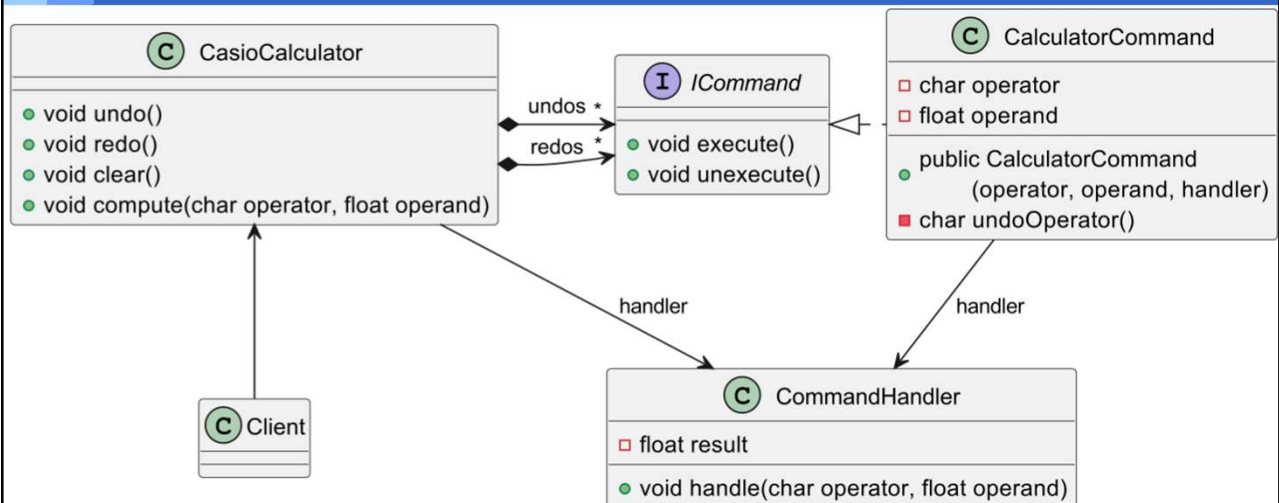 C CasioCalculator
void undo()
void redo()
void clear()
void compute(char operator, float operand)
undos *
redos *
I ICommand
void execute()
void unexecute()
C CalculatorCommand
char operator
float operand
public CalculatorCommand
(operator, operand, handler)
char undoOperator()
handler
handler
C Client
C CommandHandler
float result
void handle(char operator, float operand)